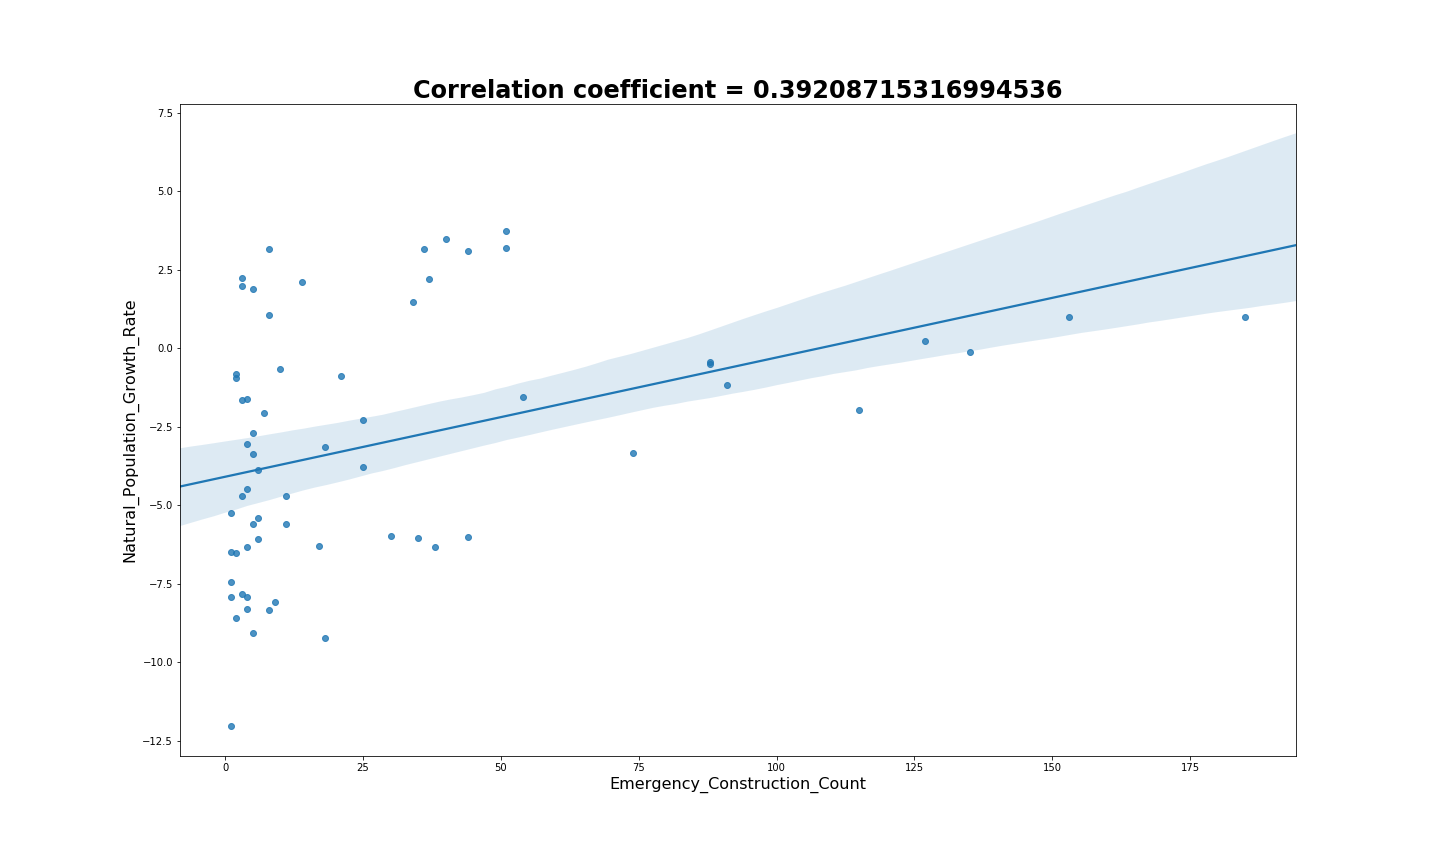 Correlation coefficient = 0.39208715316994536
7.5
5.0
2.5
0.0
−2.5
−5.0
−7.5
−10.0
−12.5
Natural_Population_Growth_Rate
0 25 50 75 100 125 150 175
Emergency_Construction_Count